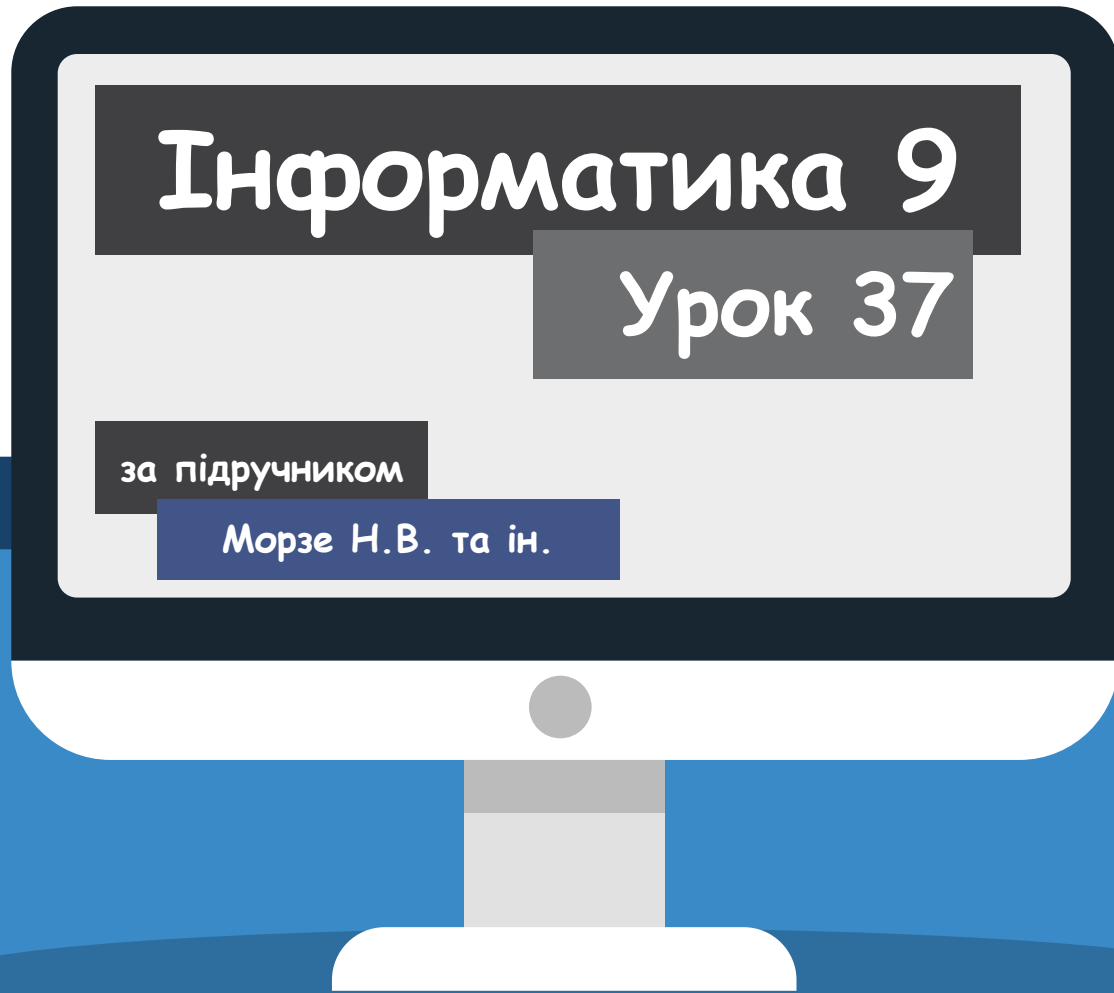 Інформатика 9
Урок 37
за підручником
Морзе Н.В. та ін.